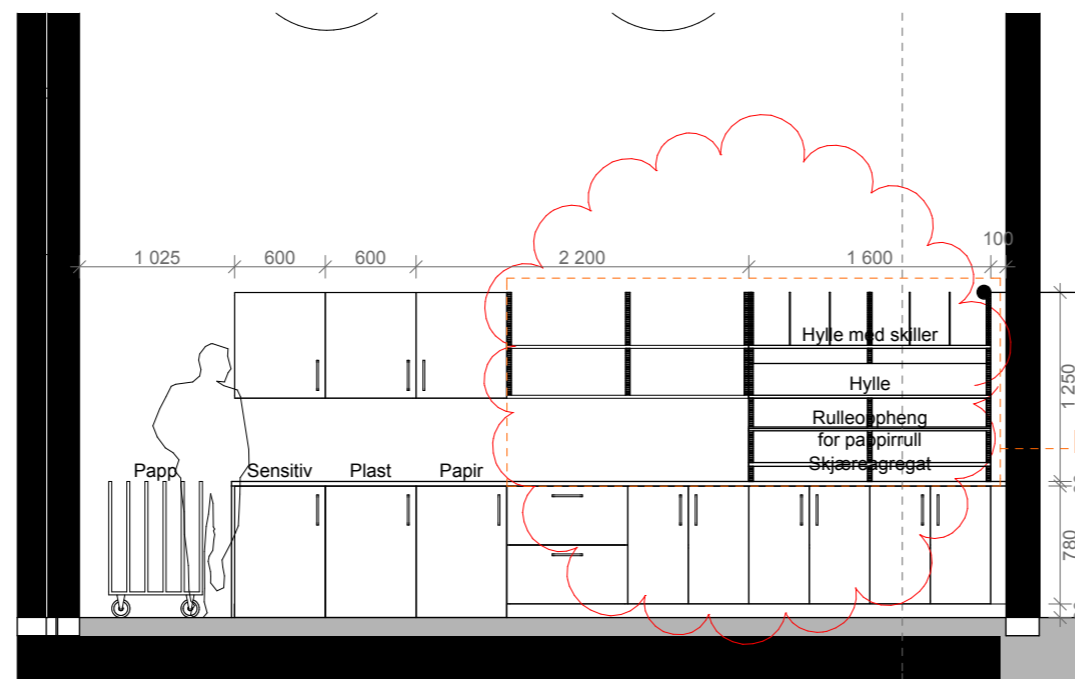 100
1 025 600 600 2 200 1 600
Hylle med skiller
Hylle
1 250
Rulleoppheng
for pappirrull
Papp Sensitiv Plast Papir Skjæreagregat
780